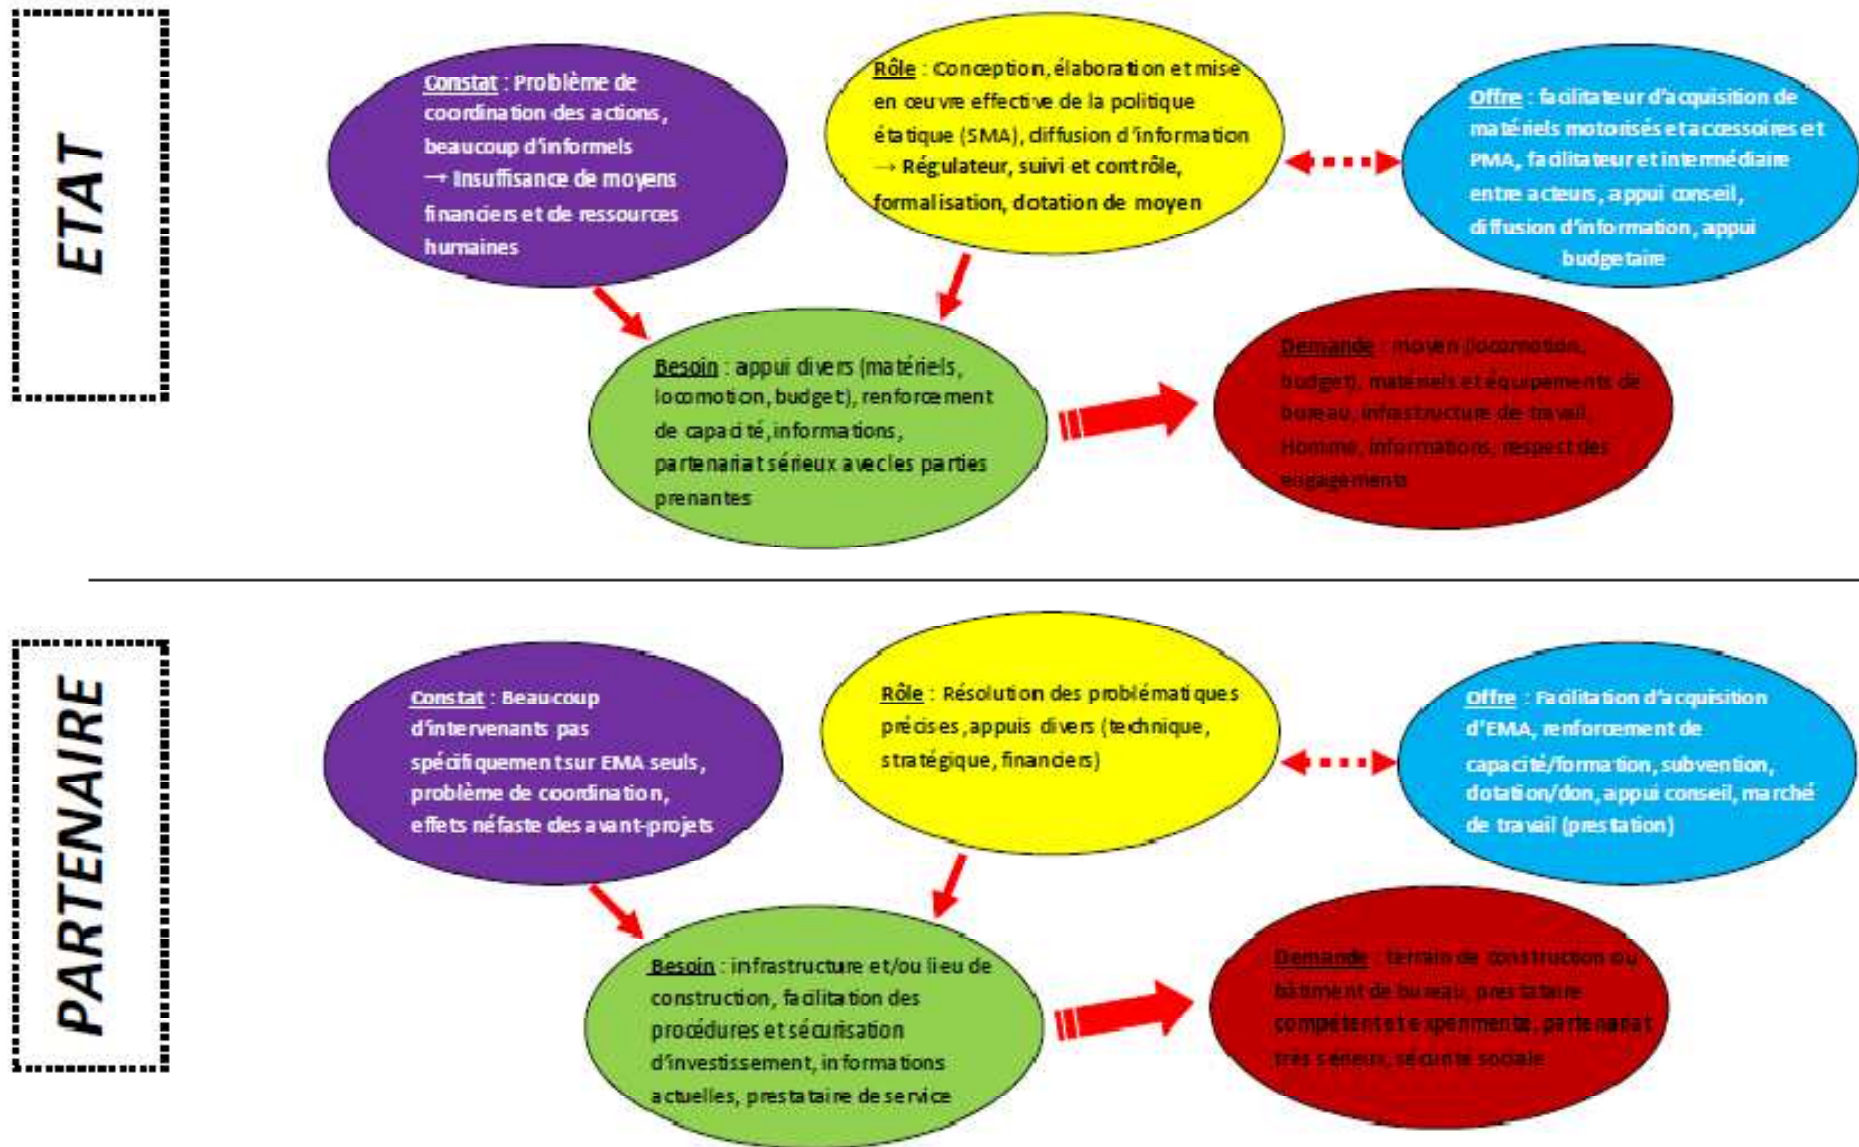 ETAT
Constat : Problème de
coordination des actions,
beaucoup d'informels
→ Insuffisance de moyens
financiers et de ressources
humaines
Rôle : Conception, élaboration et mise
en œuvre effective de la politique
étatique (SMA), diffusion d'information
→ Régulateur, suivi et contrôle,
formalisation, dotation de moyen
Offre : facilitateur d'acquisition de
matériels motorisés et accessoires et
PMA, facilitateur et intermédiaire
entre acteurs, appui conseil,
diffusion d'information, appui
budgetaire
Besoin : appui divers (matériels,
locomotion, budget), renforcement
de capacité, informations,
partenariat sérieux avec les parties
prenantes
Demande : moyen (locomotion,
budget), matériels et équipements de
bureau, infrastructure de travail,
Homme, informations, respect des
engagements
PARTENAIRE
Constat : Beaucoup
d'intervenants pas
spécifiquement sur EMA seuls,
problème de coordination,
effets néfaste des avant-projets
Rôle : Résolution des problématiques
précises, appuis divers (technique,
stratégique, financiers)
Offre : Facilitation d'acquisition
d'EMA, renforcement de
capacité/formation, subvention,
dotation/don, appui conseil, marché
de travail (prestation)
Besoin : infrastructure et/ou lieu de
construction, facilitation des
procédures et sécurisation
d'investissement, informations
actuelles, prestataire de service
Demande : terrain de construction ou
bâtiment de bureau, prestataire
compétent et expérimenté, partenariat
très sérieux, sécurité sociale